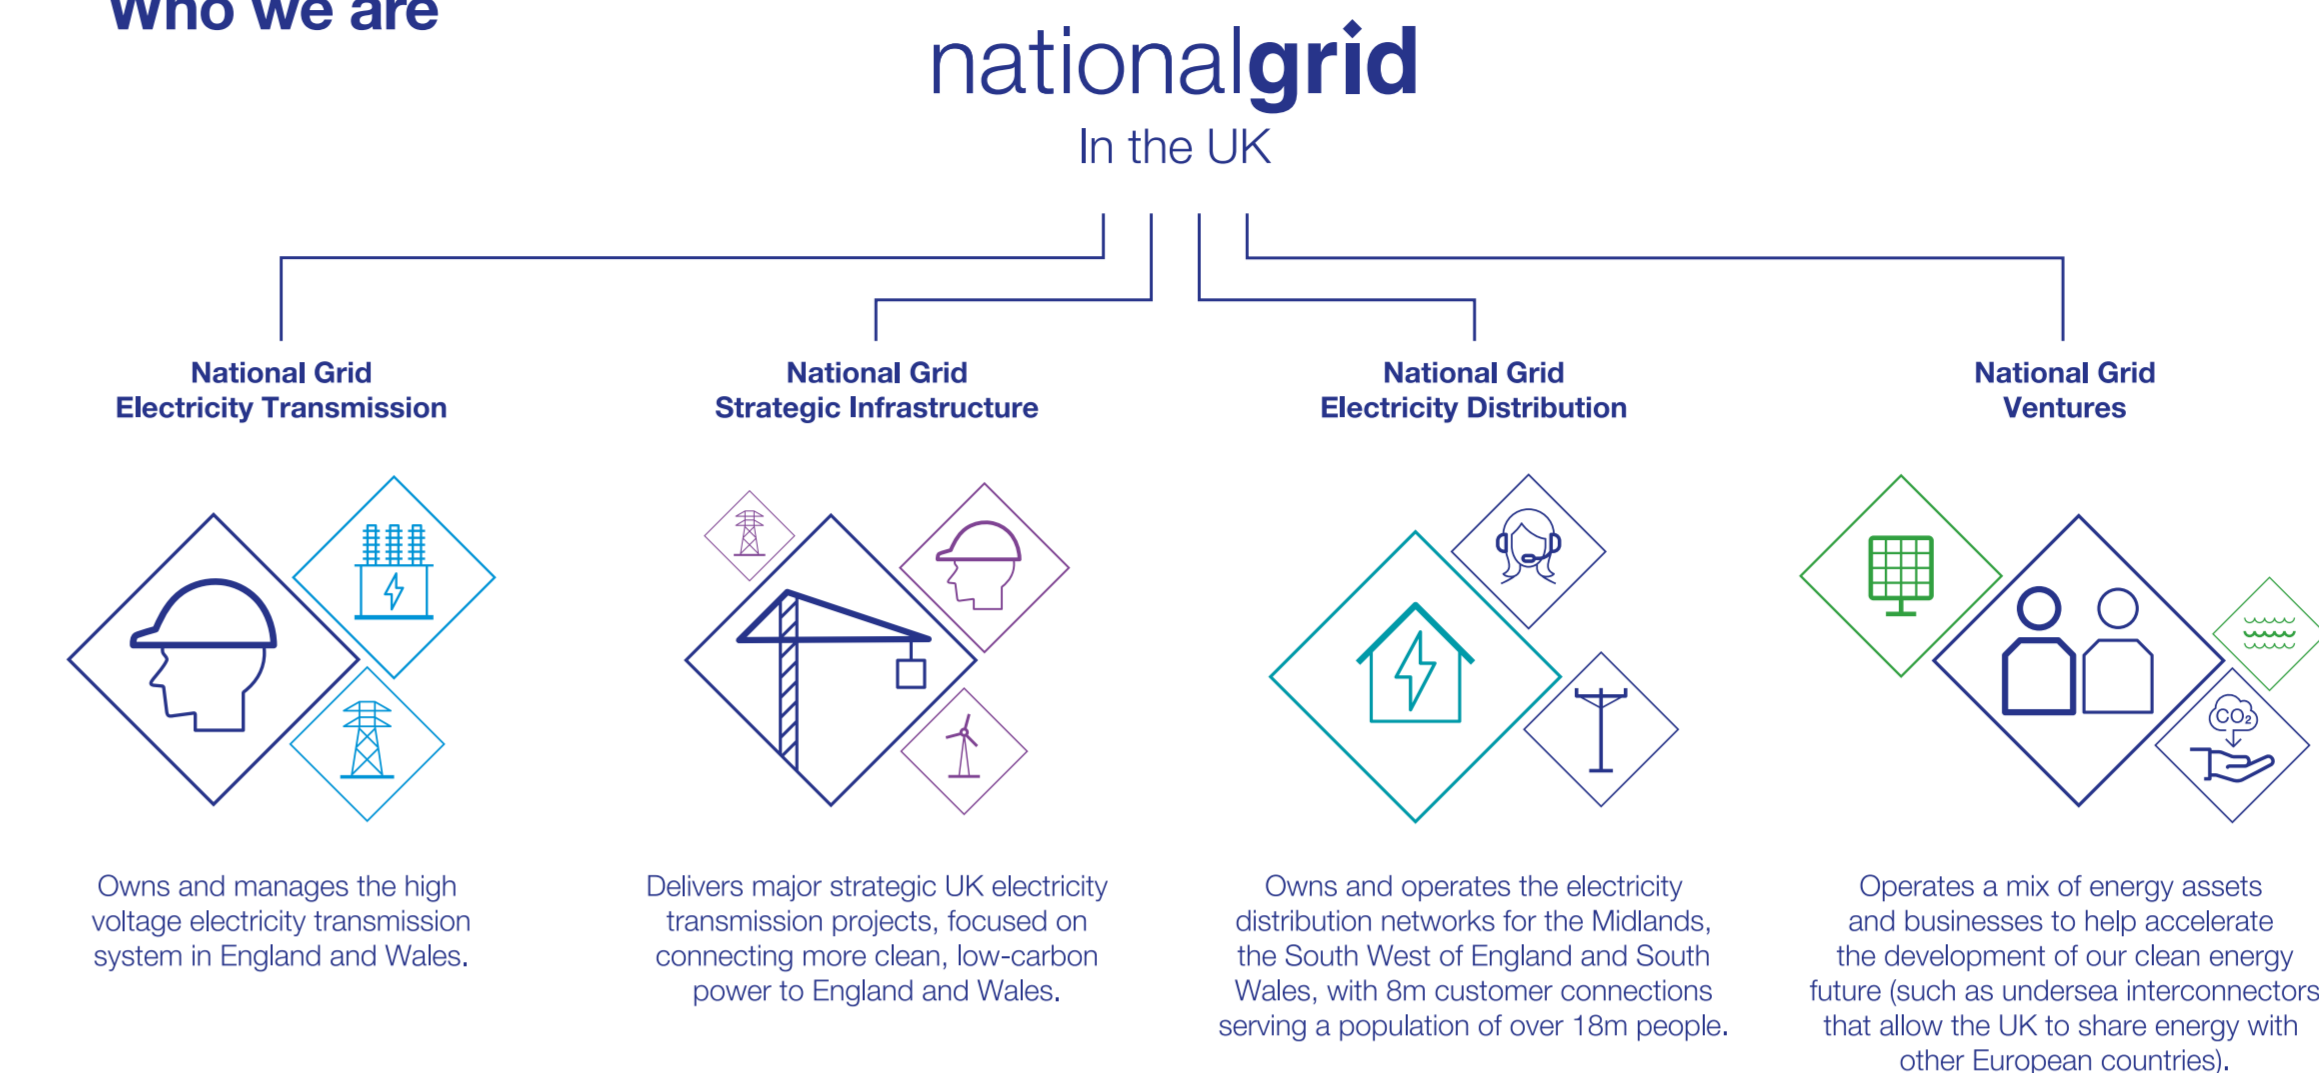 Who we are
nationalgrid
In the UK
National Grid
Electricity Transmission
National Grid
Strategic Infrastructure
National Grid
Electricity Distribution
National Grid
Ventures
CO₂
Owns and manages the high
voltage electricity transmission
system in England and Wales.
Delivers major strategic UK electricity
transmission projects, focused on
connecting more clean, low-carbon
power to England and Wales.
Owns and operates the electricity
distribution networks for the Midlands,
the South West of England and South
Wales, with 8m customer connections
serving a population of over 18m people.
Operates a mix of energy assets
and businesses to help accelerate
the development of our clean energy
future (such as undersea interconnectors
that allow the UK to share energy with
other European countries).